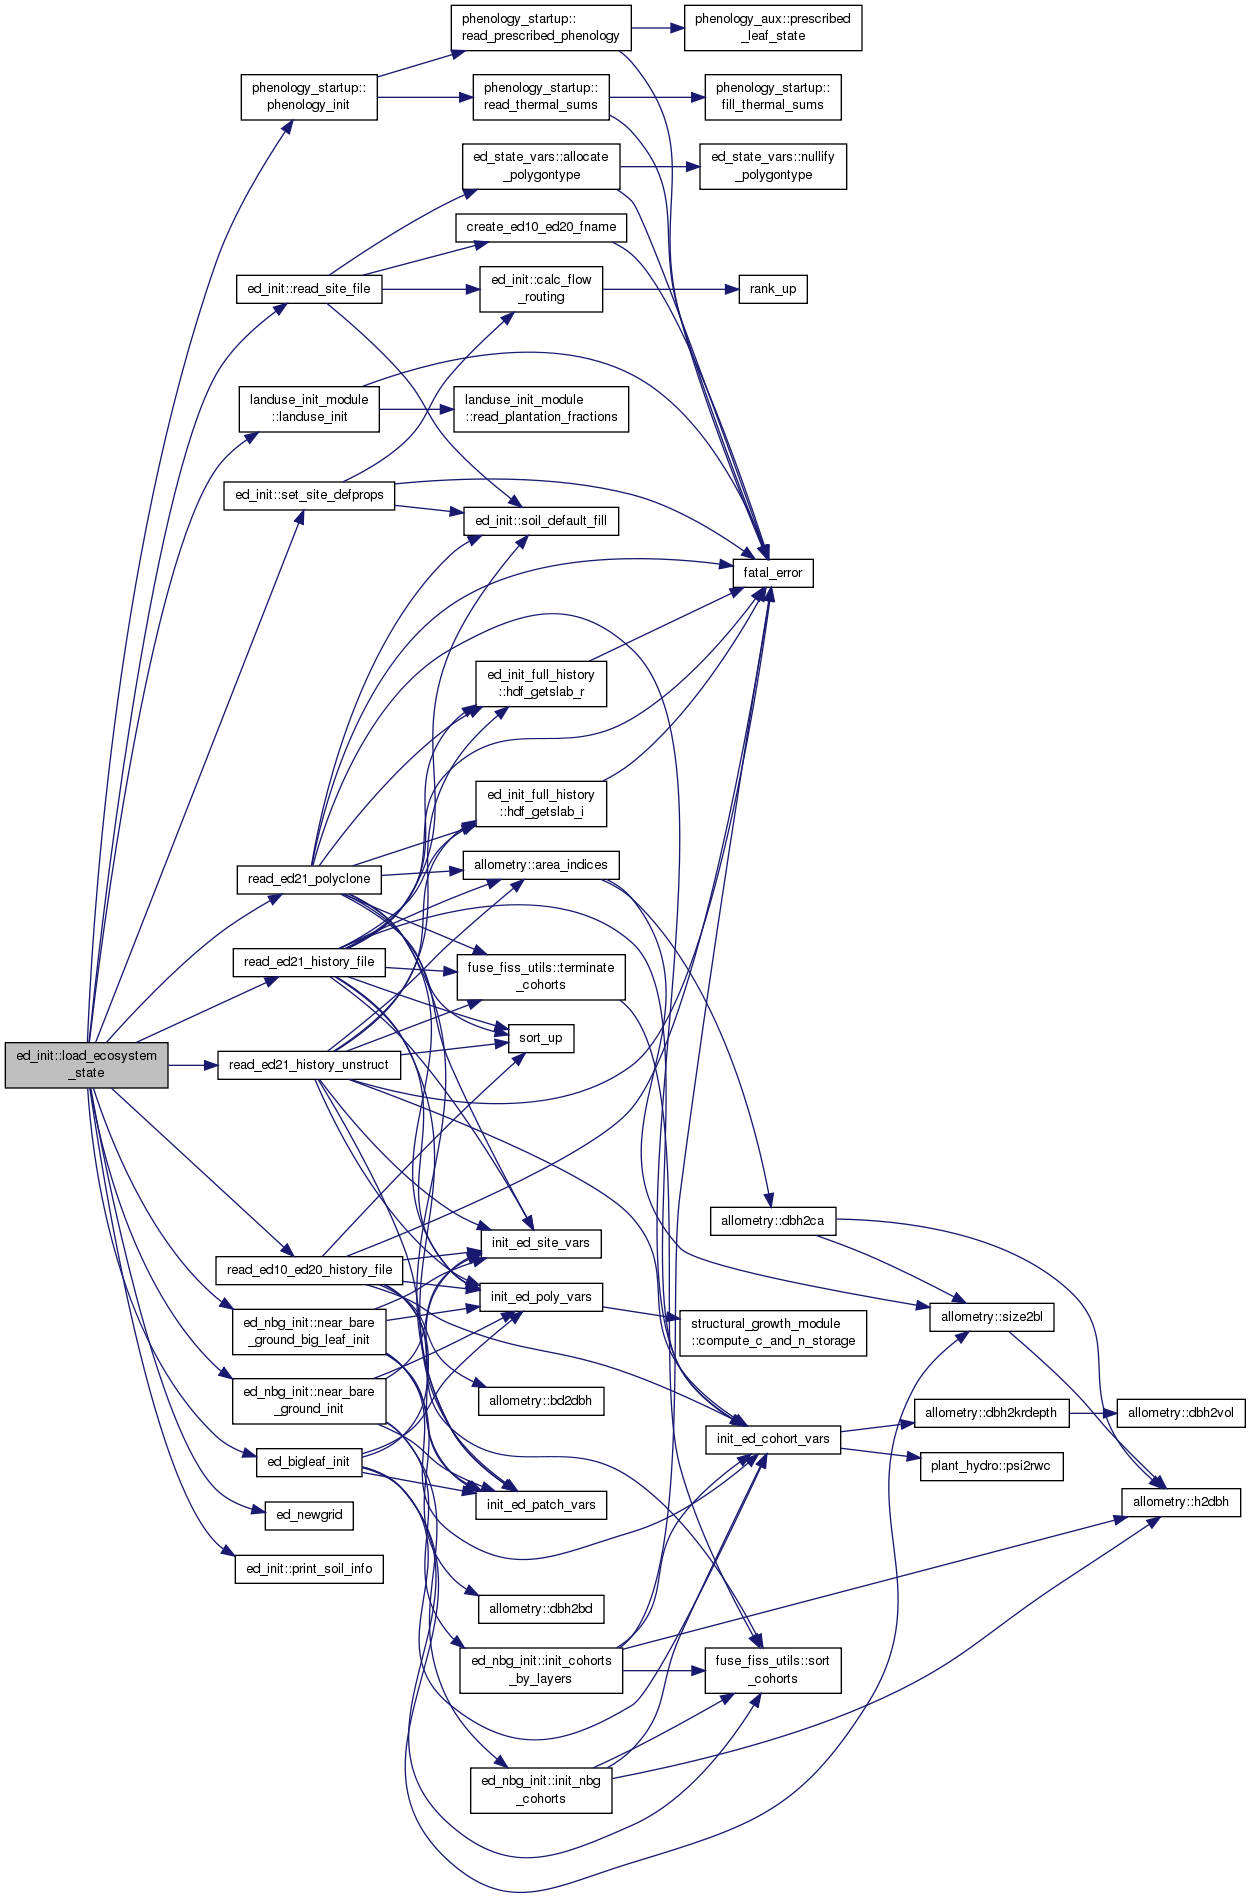 phenology_startup::
read_prescribed_phenology
phenology_aux::prescribed
_leaf_state
phenology_startup::
phenology_init
phenology_startup::
read_thermal_sums
phenology_startup::
fill_thermal_sums
ed_state_vars::allocate
_polygontype
ed_state_vars::nullify
_polygontype
create_ed10_ed20_fname
ed_init::read_site_file
ed_init::calc_flow
_routing
rank_up
landuse_init_module
::landuse_init
landuse_init_module
::read_plantation_fractions
ed_init::set_site_defprops
ed_init::soil_default_fill
fatal_error
ed_init_full_history
::hdf_getslab_r
ed_init_full_history
::hdf_getslab_i
read_ed21_polyclone
allometry::area_indices
read_ed21_history_file
fuse_fiss_utils::terminate
_cohorts
sort_up
ed_init::load_ecosystem
_state
read_ed21_history_unstruct
allometry::dbh2ca
init_ed_site_vars
read_ed10_ed20_history_file
init_ed_poly_vars
allometry::size2bl
ed_nbg_init::near_bare
_ground_big_leaf_init
structural_growth_module
::compute_c_and_n_storage
ed_nbg_init::near_bare
_ground_init
allometry::bd2dbh
allometry::dbh2krdepth
allometry::dbh2vol
init_ed_cohort_vars
ed_bigleaf_init
plant_hydro::psi2rwc
init_ed_patch_vars
allometry::h2dbh
ed_newgrid
ed_init::print_soil_info
allometry::dbh2bd
ed_nbg_init::init_cohorts
_by_layers
fuse_fiss_utils::sort
_cohorts
ed_nbg_init::init_nbg
_cohorts